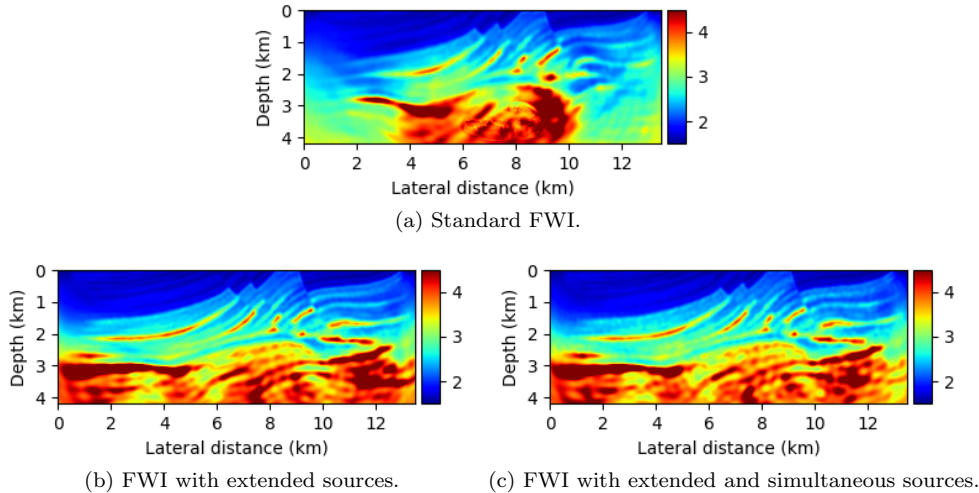 0
1
2
3
4
Depth (km)
0 2 4 6 8 10 12
Lateral distance (km)
4
3
2
(a) Standard FWI.
0
1
2
3
4
Depth (km)
0 2 4 6 8 10 12
Lateral distance (km)
4
3
2
(b) FWI with extended sources.
0
1
2
3
4
Depth (km)
0 2 4 6 8 10 12
Lateral distance (km)
4
3
2
(c) FWI with extended and simultaneous sources.